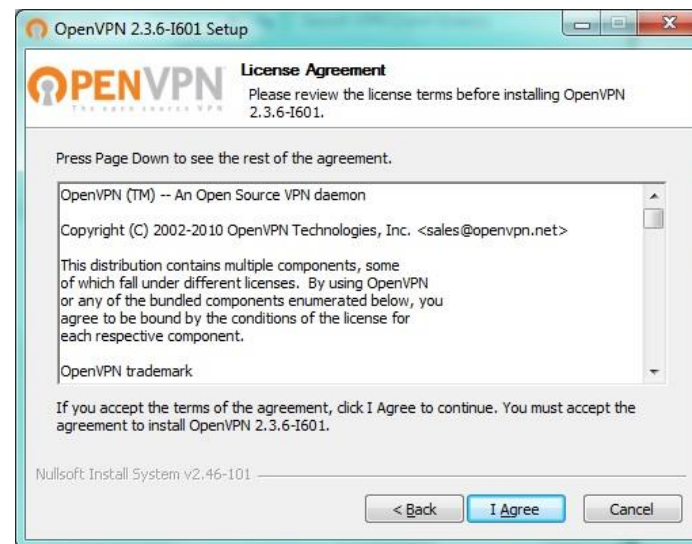 OpenVPN 2.3.6-I601 Setup
OPENVPN
The open source VPN
License Agreement
Please review the license terms before installing OpenVPN
2.3.6-I601.
Press Page Down to see the rest of the agreement.
OpenVPN (TM) -- An Open Source VPN daemon
Copyright (C) 2002-2010 OpenVPN Technologies, Inc. <sales@openvpn.net>
This distribution contains multiple components, some
of which fall under different licenses.  By using OpenVPN
or any of the bundled components enumerated below, you
agree to be bound by the conditions of the license for
each respective component.
OpenVPN trademark
If you accept the terms of the agreement, click I Agree to continue. You must accept the
agreement to install OpenVPN 2.3.6-I601.
Nullsoft Install System v2.46-101
< Back
I Agree
Cancel